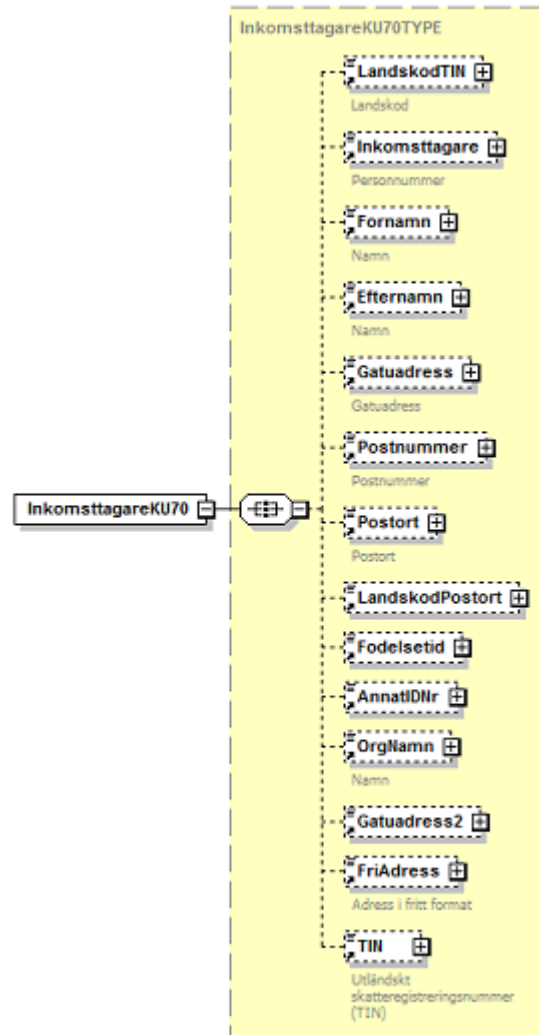 InkomsttagareKU70TYPE
LandskodTIN
Landskod
Inkomsttagare
Personnummer
Fornamn
Namn
Efternamn
Namn
Gatuadress
Gatuadress
Postnummer
Postnummer
InkomsttagareKU70
Postort
Postort
LandskodPostort
Fodelsetid
AnnatIDNr
OrgNamn
Namn
Gatuadress2
FriAdress
Adress i fritt format
TIN
Utländskt
skatteregistreringsnummer
(TIN)